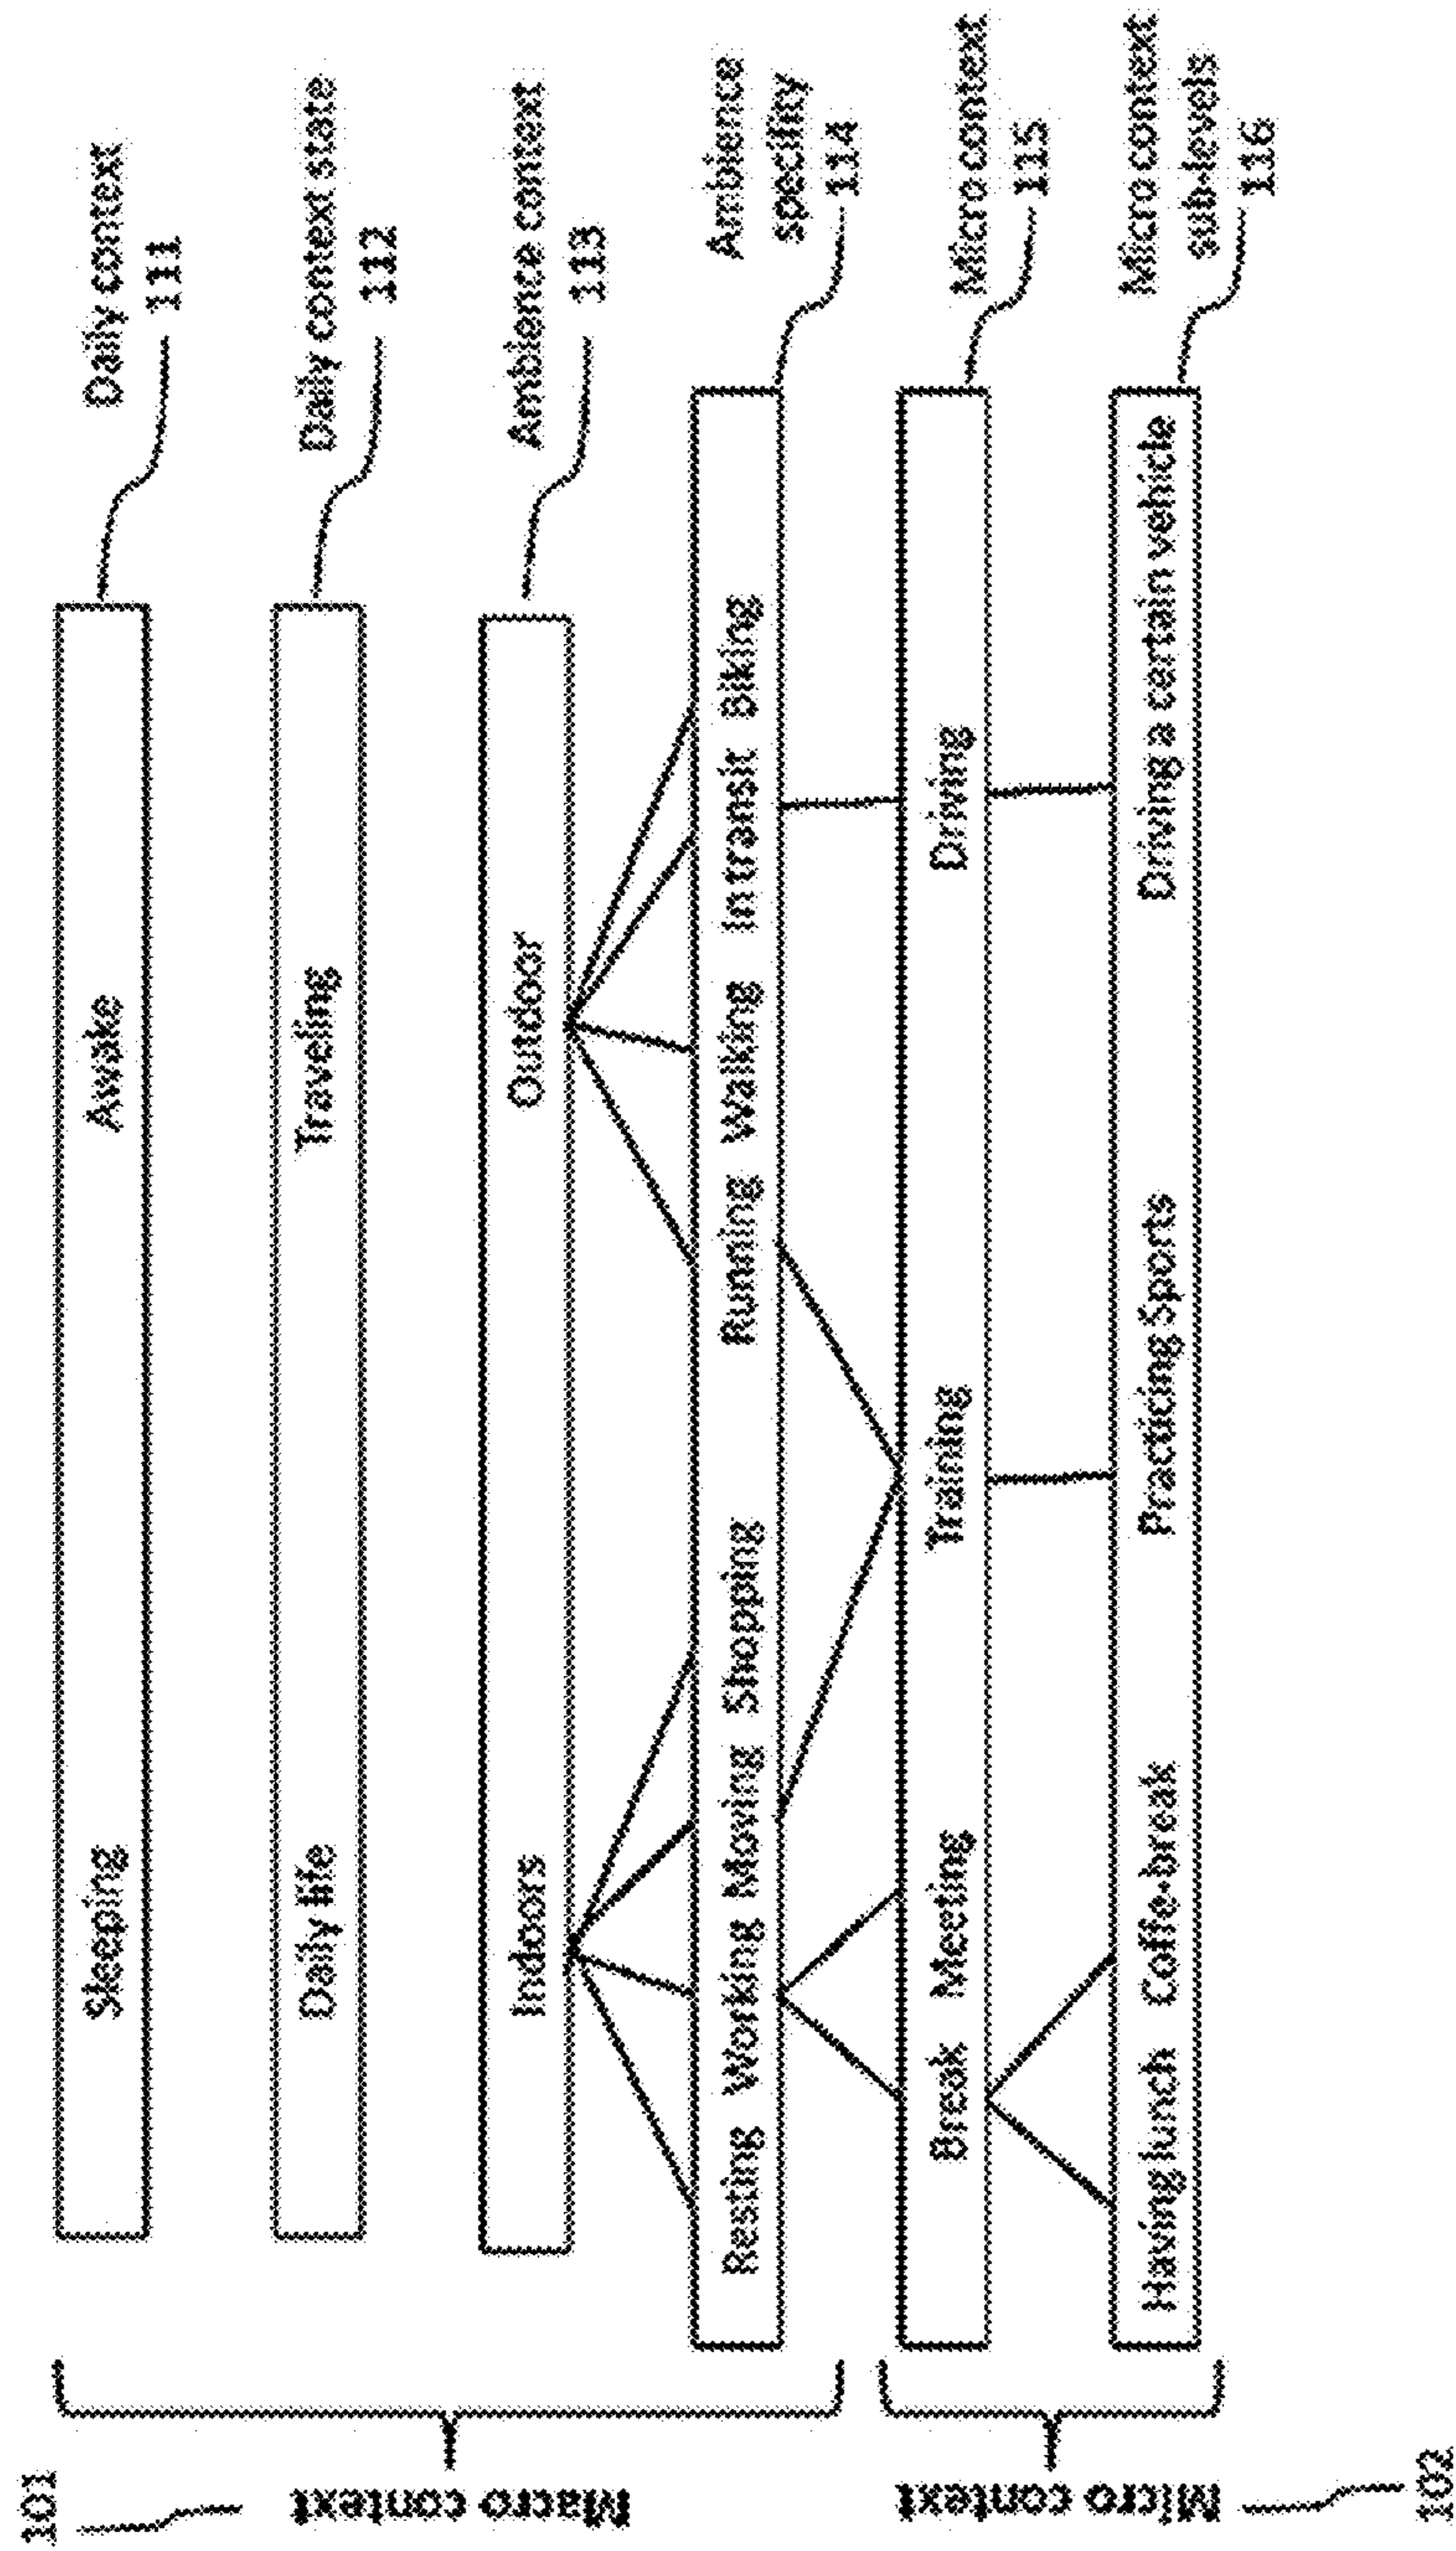 101
Macro context
Sleeping Awake
Daily context
111
Daily life Traveling
Daily context state
112
Indoors Outdoor
Ambience context
113
Resting Working Moving Shopping Running Walking In transit Biking
Ambience
specifity
114
Micro context
102
Break Meeting Training Driving
Micro context
115
Having lunch Coffe-break Practicing Sports Driving a certain vehicle
Micro context
sub-levels
116